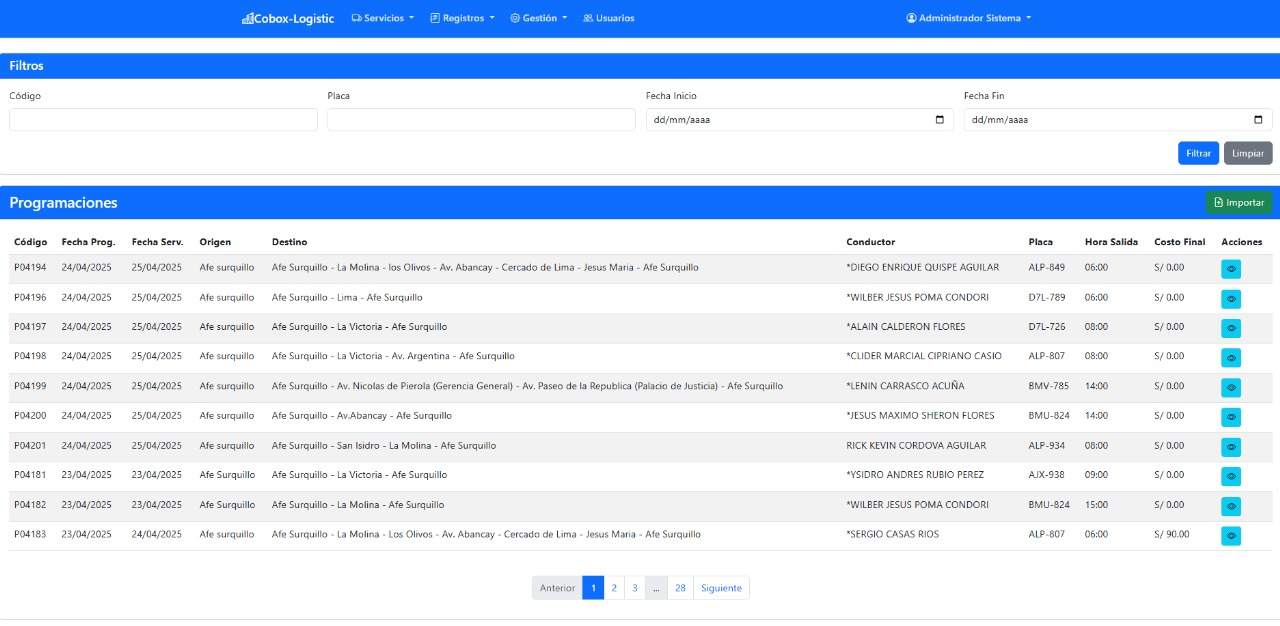 Cobox-Logistic Servicios Registros Gestión Usuarios Administrador Sistema
Filtros
Código Placa Fecha Inicio Fecha Fin
dd/mm/aaaa dd/mm/aaaa
Filtrar Limpiar
Programaciones Importar
Código Fecha Prog. Fecha Serv. Origen Destino Conductor Placa Hora Salida Costo Final Acciones
P04194 24/04/2025 25/04/2025 Afe surquillo Afe Surquillo - La Molina - los Olivos - Av. Abancay - Cercado de Lima - Jesus Maria - Afe Surquillo *DIEGO ENRIQUE QUISPE AGUILAR ALP-849 06:00 S/ 0.00
P04196 24/04/2025 25/04/2025 Afe surquillo Afe Surquillo - Lima - Afe Surquillo *WILBER JESUS POMA CONDORI D7L-789 06:00 S/ 0.00
P04197 24/04/2025 25/04/2025 Afe surquillo Afe Surquillo - La Victoria - Afe Surquillo *ALAIN CALDERON FLORES D7L-726 08:00 S/ 0.00
P04198 24/04/2025 25/04/2025 Afe surquillo Afe Surquillo - La Victoria - Av. Argentina - Afe Surquillo *CLIDER MARCIAL CIPRIANO CASIO ALP-807 08:00 S/ 0.00
P04199 24/04/2025 25/04/2025 Afe surquillo Afe Surquillo - Av. Nicolas de Pierola (Gerencia General) - Av. Paseo de la Republica (Palacio de Justicia) - Afe Surquillo *LENIN CARRASCO ACUÑA BMV-785 14:00 S/ 0.00
P04200 24/04/2025 25/04/2025 Afe surquillo Afe Surquillo - Av.Abancay - Afe Surquillo *JESUS MAXIMO SHERON FLORES BMU-824 14:00 S/ 0.00
P04201 24/04/2025 25/04/2025 Afe surquillo Afe Surquillo - San Isidro - La Molina - Afe Surquillo RICK KEVIN CORDOVA AGUILAR ALP-934 08:00 S/ 0.00
P04181 23/04/2025 23/04/2025 Afe Surquillo Afe Surquillo - La Victoria - Afe Surquillo *YSIDRO ANDRES RUBIO PEREZ AJX-938 09:00 S/ 0.00
P04182 23/04/2025 23/04/2025 Afe Surquillo Afe Surquillo - La Molina - Afe Surquillo *WILBER JESUS POMA CONDORI BMU-824 15:00 S/ 0.00
P04183 23/04/2025 24/04/2025 Afe surquillo Afe Surquillo - La Molina - Los Olivos - Av. Abancay - Cercado de Lima - Jesus Maria - Afe Surquillo *SERGIO CASAS RIOS ALP-807 06:00 S/ 90.00
Anterior 1 2 3 ... 28 Siguiente